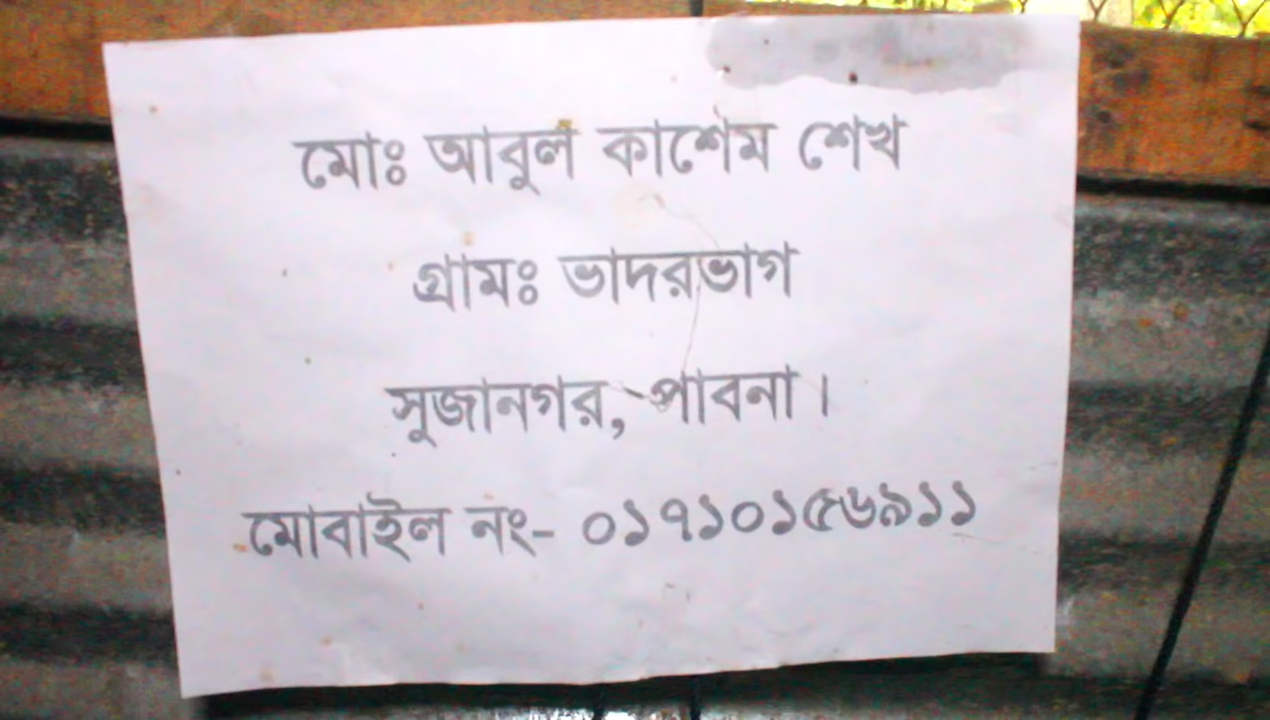 মোঃ আবুল কাশেম শেখ
গ্রামঃ ভাদরভাগ
সুজানগর, পাবনা।
মোবাইল নং- ০১৭১০১৫৬৯১১